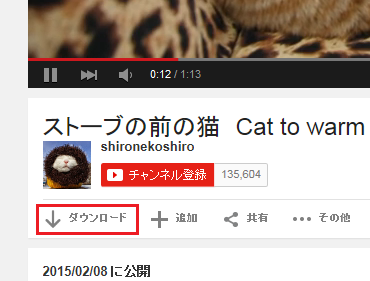 0:12 / 1:13
ストーブの前の猫 Cat to warm
shironekoshiro
チャンネル登録 135,604
ダウンロード 追加 共有 その他
2015/02/08 に公開